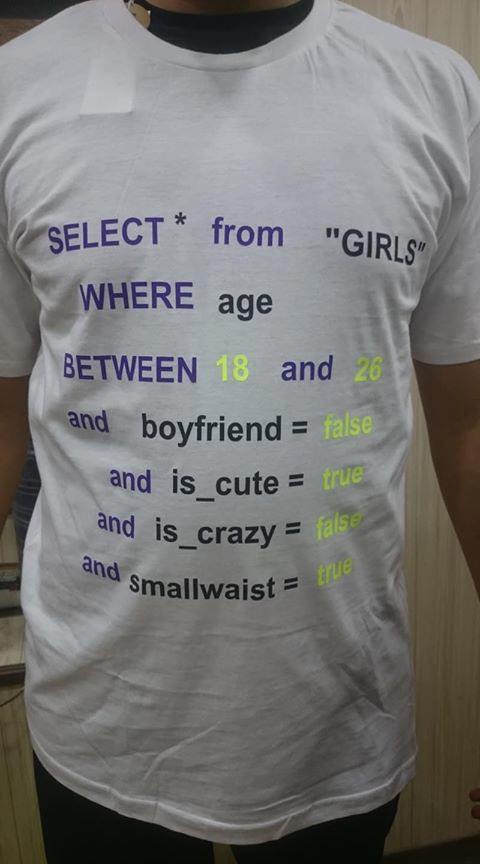 SELECT * from "GIRLS"
WHERE age
BETWEEN 18 and 26
and boyfriend = false
and is_cute = true
and is_crazy = false
and smallwaist = true